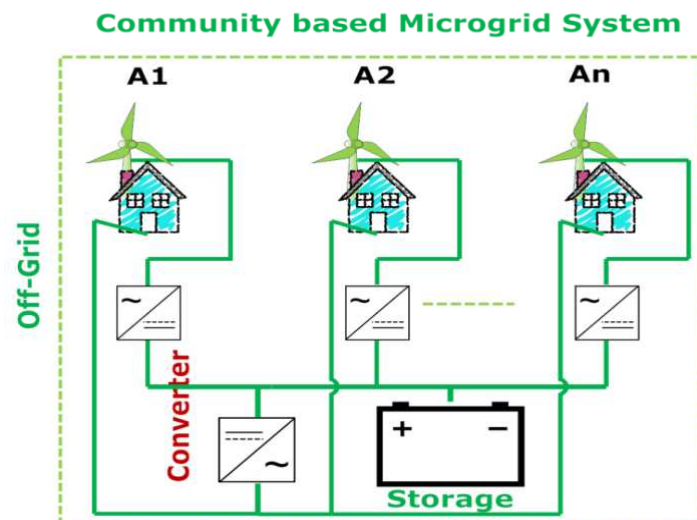 Community based Microgrid System
A1
A2
An
Off-Grid
~
~
~
Converter
~
+
−
Storage